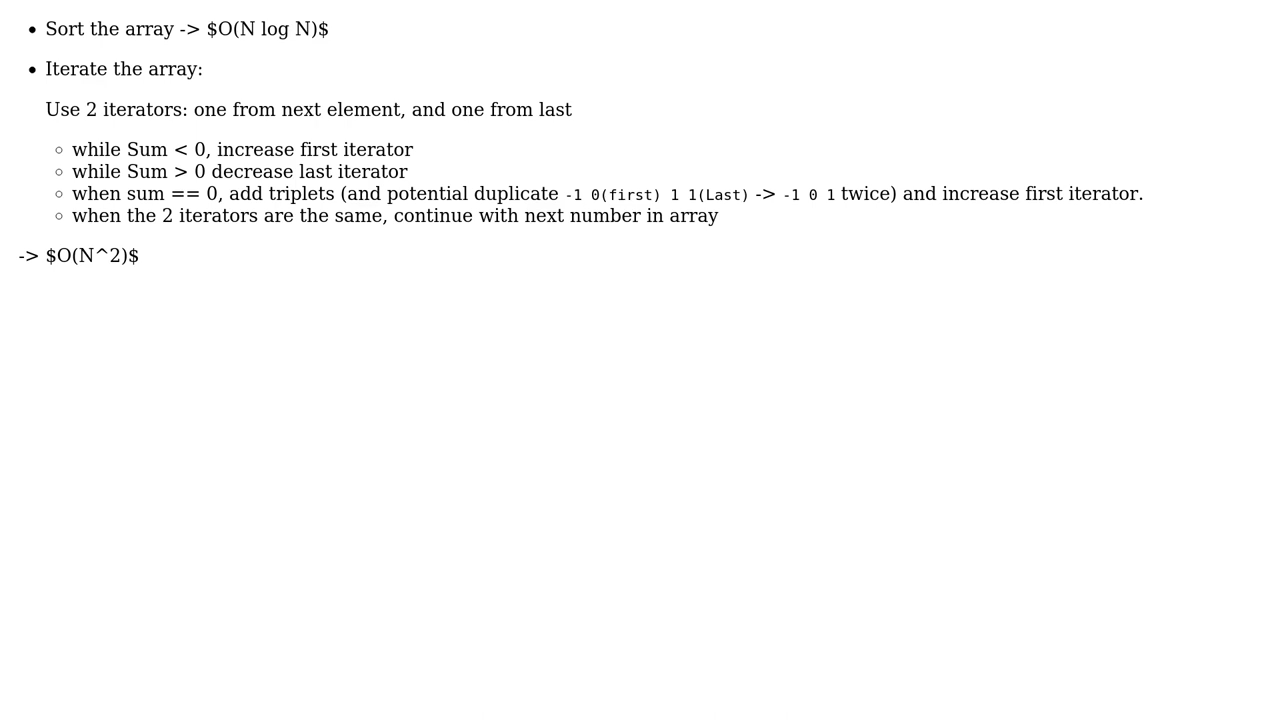 Sort the array -> $O(N log N)$
Iterate the array:
Use 2 iterators: one from next element, and one from last
while Sum < 0, increase first iterator
while Sum > 0 decrease last iterator
when sum == 0, add triplets (and potential duplicate -1 0(first) 1 1(Last) -> -1 0 1 twice) and increase first iterator.
when the 2 iterators are the same, continue with next number in array
-> $O(N^2)$